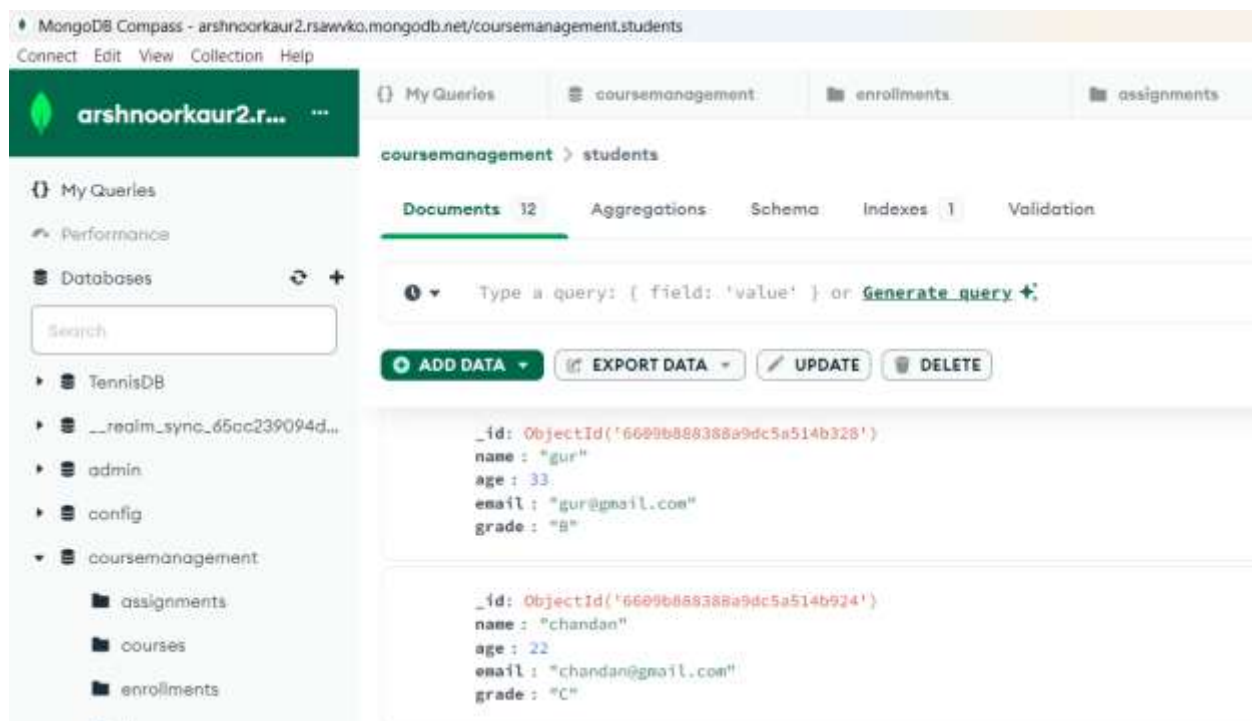 MongoDB Compass - arshnoorkaur2.rsawvko.mongodb.net/coursemanagement.students
Connect Edit View Collection Help
arshnoorkaur2.r... ...
{} My Queries
Performance
Databases
Search
TennisDB
__realm_sync_65cc239094d...
admin
config
coursemanagement
assignments
courses
enrollments
{} My Queries coursemanagement enrollments assignments
coursemanagement > students
Documents 12 Aggregations Schema Indexes 1 Validation
Type a query: { field: 'value' } or Generate query
ADD DATA EXPORT DATA UPDATE DELETE
_id: ObjectId('6609b888388a9dc5a514b328')
name : "gur"
age : 33
email : "gur@gmail.com"
grade : "B"
_id: ObjectId('6609b888388a9dc5a514b924')
name : "chandan"
age : 22
email : "chandan@gmail.com"
grade : "C"